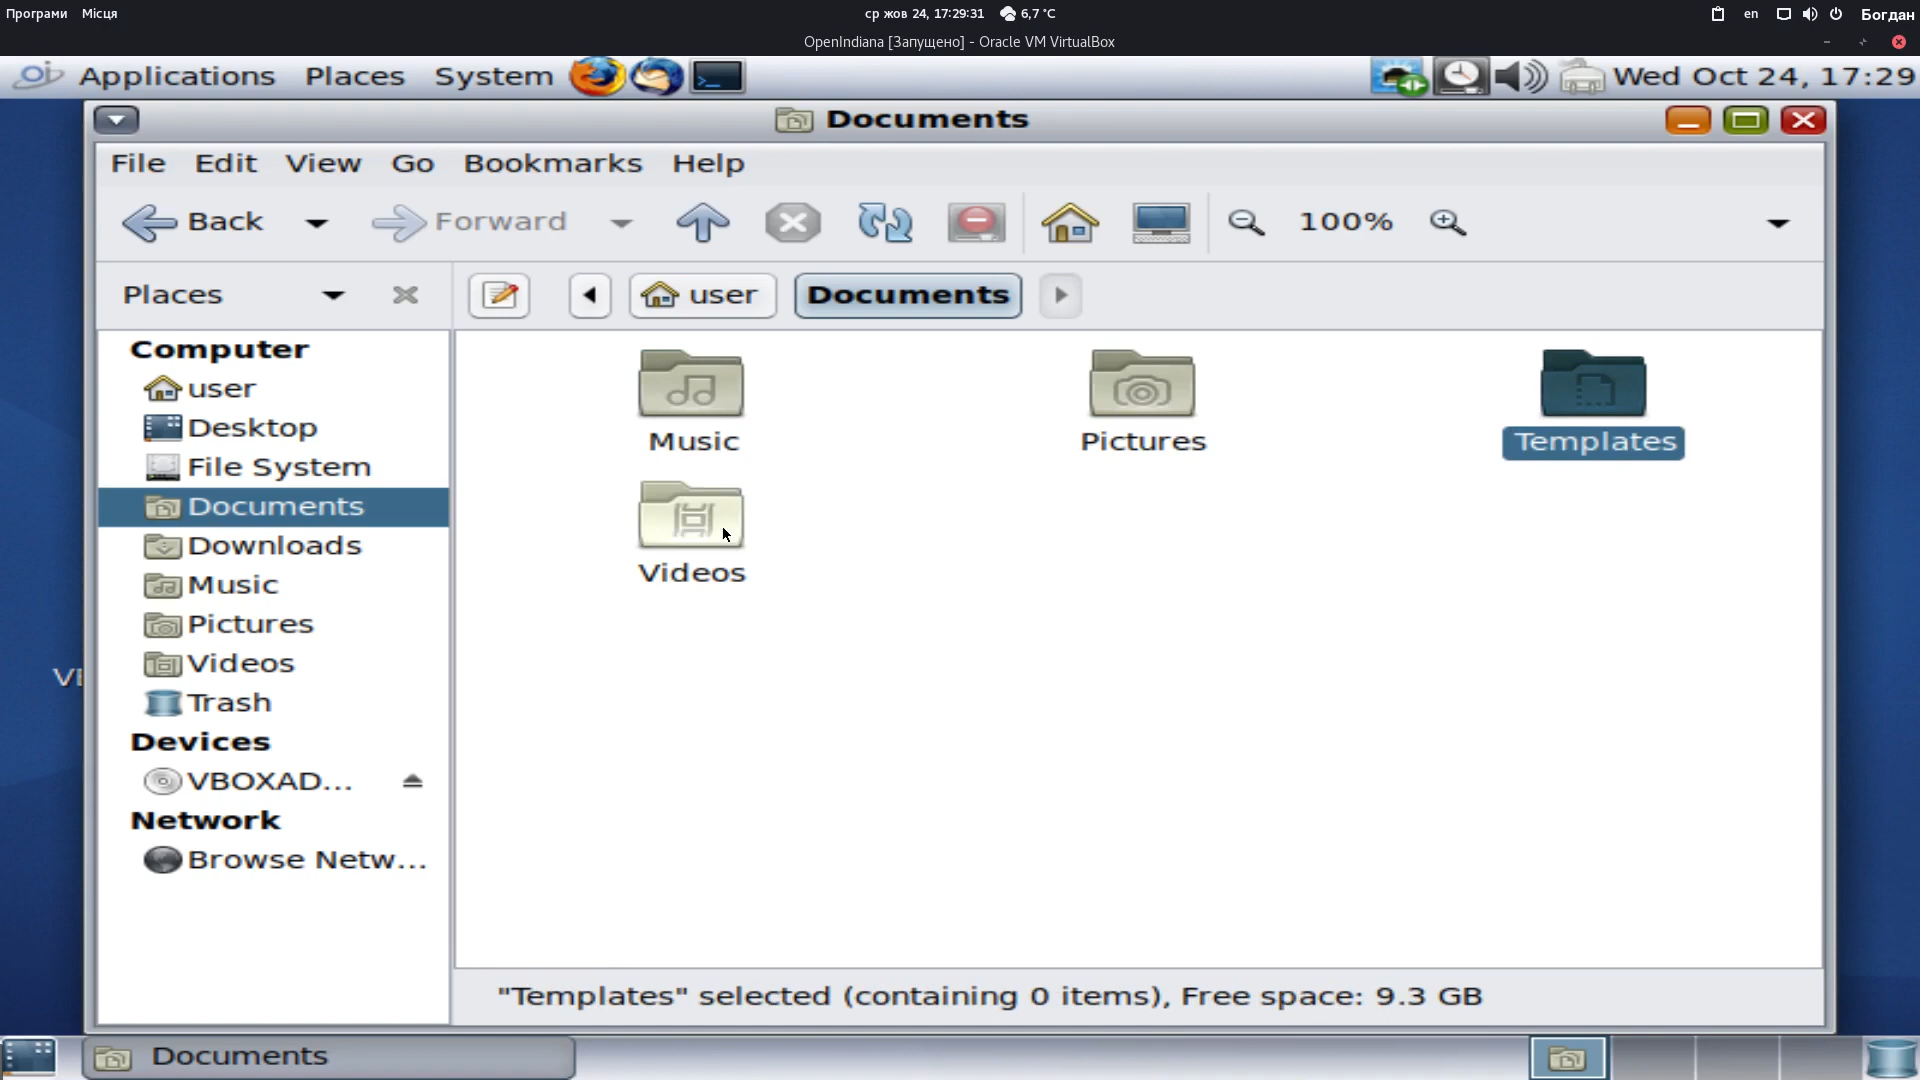 Програми Місця ср жов 24, 17:29:31 6,7 °C en Богдан
OpenIndiana [Запущено] - Oracle VM VirtualBox
Applications Places System Wed Oct 24, 17:29
Documents
File Edit View Go Bookmarks Help
Back Forward 100%
Places user Documents
Computer
user
Desktop
File System
Documents
Downloads
Music
Pictures
Videos
Trash
Devices
VBOXAD...
Network
Browse Netw...
Music Pictures Templates
Videos
"Templates" selected (containing 0 items), Free space: 9.3 GB
Documents